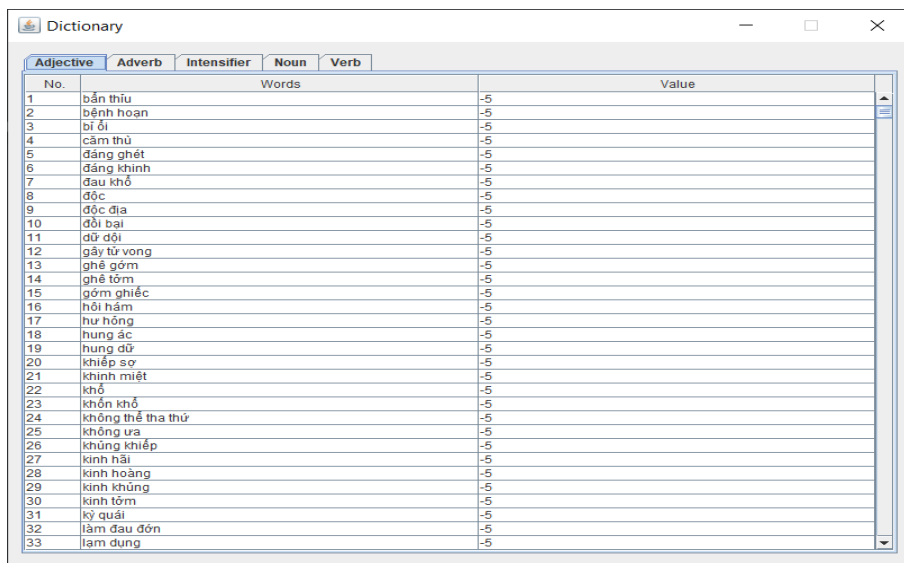 Dictionary
Adjective Adverb Intensifier Noun Verb
No. Words Value
1 bẩn thỉu -5
2 bệnh hoạn -5
3 bỉ ổi -5
4 căm thù -5
5 đáng ghét -5
6 đáng khinh -5
7 đau khổ -5
8 độc -5
9 độc địa -5
10 đồi bại -5
11 dữ dội -5
12 gây tử vong -5
13 ghê gớm -5
14 ghê tởm -5
15 gớm ghiếc -5
16 hôi hám -5
17 hư hỏng -5
18 hung ác -5
19 hung dữ -5
20 khiếp sợ -5
21 khinh miệt -5
22 khổ -5
23 khốn khổ -5
24 không thể tha thứ -5
25 không ưa -5
26 khủng khiếp -5
27 kinh hãi -5
28 kinh hoàng -5
29 kinh khủng -5
30 kinh tởm -5
31 kỳ quái -5
32 làm đau đớn -5
33 lạm dụng -5